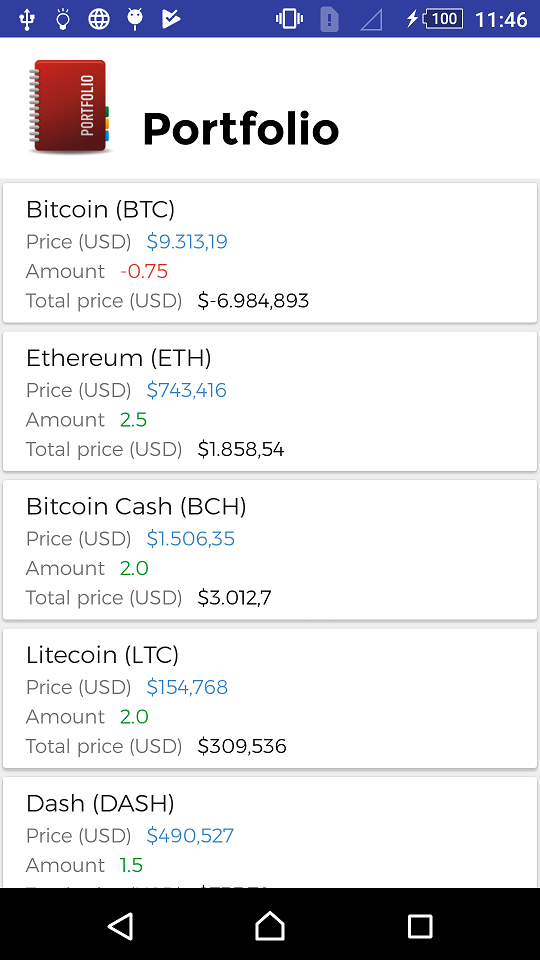 100 11:46
PORTFOLIO
Portfolio
Bitcoin (BTC)
Price (USD) $9.313,19
Amount -0.75
Total price (USD) $-6.984,893
Ethereum (ETH)
Price (USD) $743,416
Amount 2.5
Total price (USD) $1.858,54
Bitcoin Cash (BCH)
Price (USD) $1.506,35
Amount 2.0
Total price (USD) $3.012,7
Litecoin (LTC)
Price (USD) $154,768
Amount 2.0
Total price (USD) $309,536
Dash (DASH)
Price (USD) $490,527
Amount 1.5